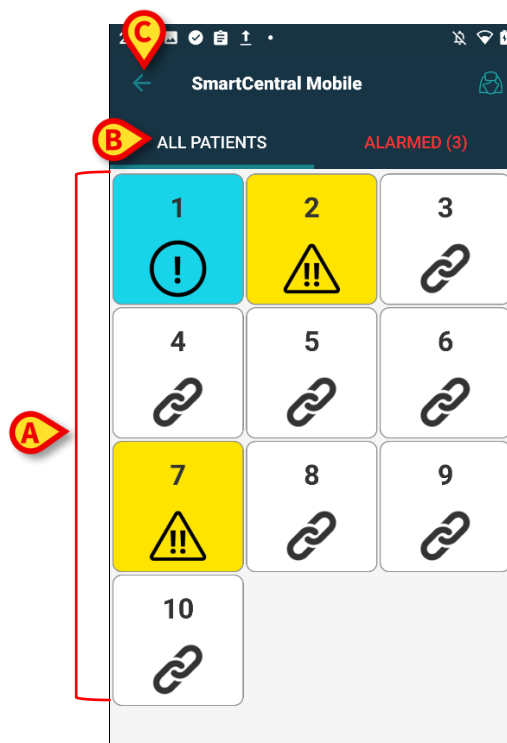 C
SmartCentral Mobile
B
ALL PATIENTS ALARMED (3)
1 2 3
! !! 
4 5 6
A
7 8 9
!!
10